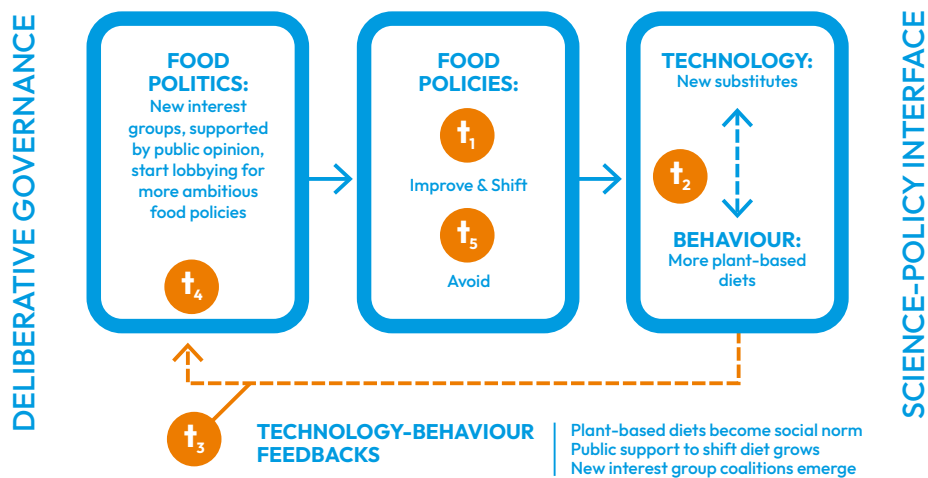 DELIBERATIVE GOVERNANCE
FOOD
POLITICS:
New interest
groups, supported
by public opinion,
start lobbying for
more ambitious
food policies
t4
FOOD
POLICIES:
t1
Improve & Shift
t5
Avoid
TECHNOLOGY:
New substitutes
t2
BEHAVIOUR:
More plant-based
diets
SCIENCE-POLICY INTERFACE
t3
TECHNOLOGY-BEHAVIOUR
FEEDBACKS
Plant-based diets become social norm
Public support to shift diet grows
New interest group coalitions emerge